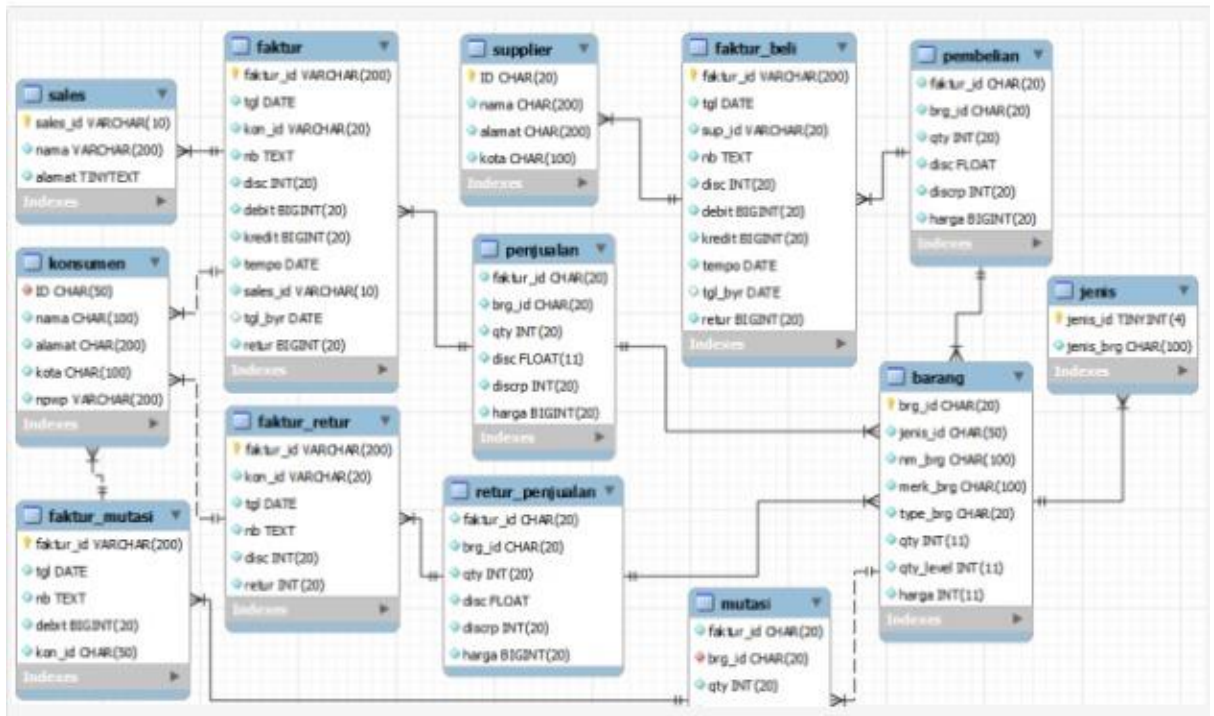 sales
sales_id VARCHAR(10)
nama VARCHAR(200)
alamat TINYTEXT
Indexes
faktur
faktur_id VARCHAR(200)
tgl DATE
kon_id VARCHAR(20)
nb TEXT
disc INT(20)
debit BIGINT(20)
kredit BIGINT(20)
tempo DATE
sales_id VARCHAR(10)
tgl_byr DATE
retur BIGINT(20)
Indexes
supplier
ID CHAR(20)
nama CHAR(200)
alamat CHAR(200)
kota CHAR(100)
Indexes
faktur_beli
faktur_id VARCHAR(200)
tgl DATE
sup_id VARCHAR(20)
nb TEXT
disc INT(20)
debit BIGINT(20)
kredit BIGINT(20)
tempo DATE
tgl_byr DATE
retur BIGINT(20)
Indexes
pembelian
faktur_id CHAR(20)
brg_id CHAR(20)
qty INT(20)
disc FLOAT
discrp INT(20)
harga BIGINT(20)
Indexes
konsumen
ID CHAR(50)
nama CHAR(100)
alamat CHAR(200)
kota CHAR(100)
npwp VARCHAR(200)
Indexes
penjualan
faktur_id CHAR(20)
brg_id CHAR(20)
qty INT(20)
disc FLOAT(11)
discrp INT(20)
harga BIGINT(20)
Indexes
jenis
jenis_id TINYINT(4)
jenis_brg CHAR(100)
Indexes
barang
brg_id CHAR(20)
jenis_id CHAR(50)
nm_brg CHAR(100)
merk_brg CHAR(100)
type_brg CHAR(20)
qty INT(11)
qty_level INT(11)
harga INT(11)
faktur_retur
faktur_id VARCHAR(200)
kon_id VARCHAR(20)
tgl DATE
nb TEXT
disc INT(20)
retur INT(20)
Indexes
retur_penjualan
faktur_id CHAR(20)
brg_id CHAR(20)
qty INT(20)
disc FLOAT
discrp INT(20)
harga BIGINT(20)
faktur_mutasi
faktur_id VARCHAR(200)
tgl DATE
nb TEXT
debit BIGINT(20)
kon_id CHAR(50)
Indexes
mutasi
faktur_id CHAR(20)
brg_id CHAR(20)
qty INT(20)